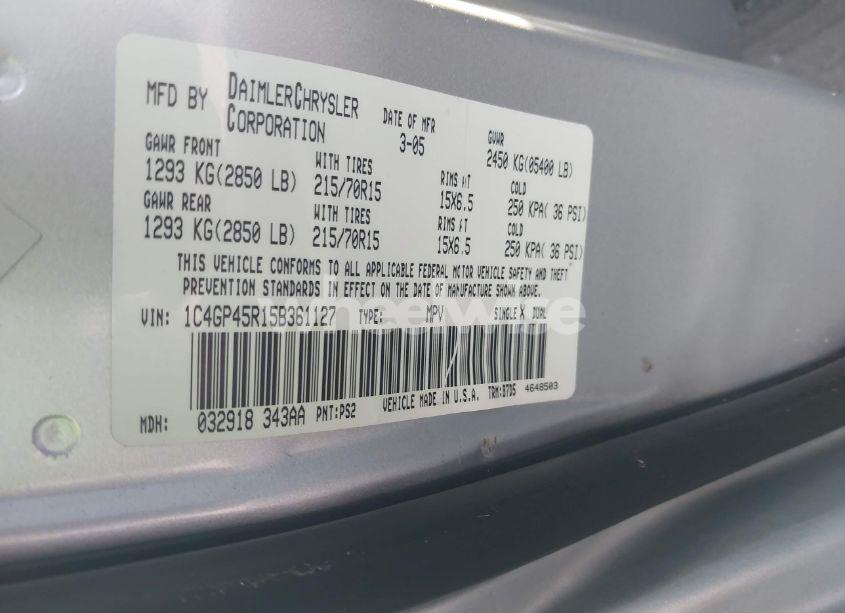 MFD BY DAIMLERCHRYSLER CORPORATION DATE OF MFR 3-05 GVWR 2450 KG(05400 LB)
GAWR FRONT WITH TIRES RIMS AT COLD
1293 KG(2850 LB) 215/70R15 15X6.5 250 KPA( 36 PSI)
GAWR REAR WITH TIRES RIMS AT COLD
1293 KG(2850 LB) 215/70R15 15X6.5 250 KPA( 36 PSI)
THIS VEHICLE CONFORMS TO ALL APPLICABLE FEDERAL MOTOR VEHICLE SAFETY AND THEFT
PREVENTION STANDARDS IN EFFECT ON THE DATE OF MANUFACTURE SHOWN ABOVE.
VIN: 1C4GP45R15B361127 TYPE: MPV SINGLE X DUAL
MDH: 032918 343AA PNT:PS2 VEHICLE MADE IN U.S.A. TRM:B7D5 4648503
wheelwire